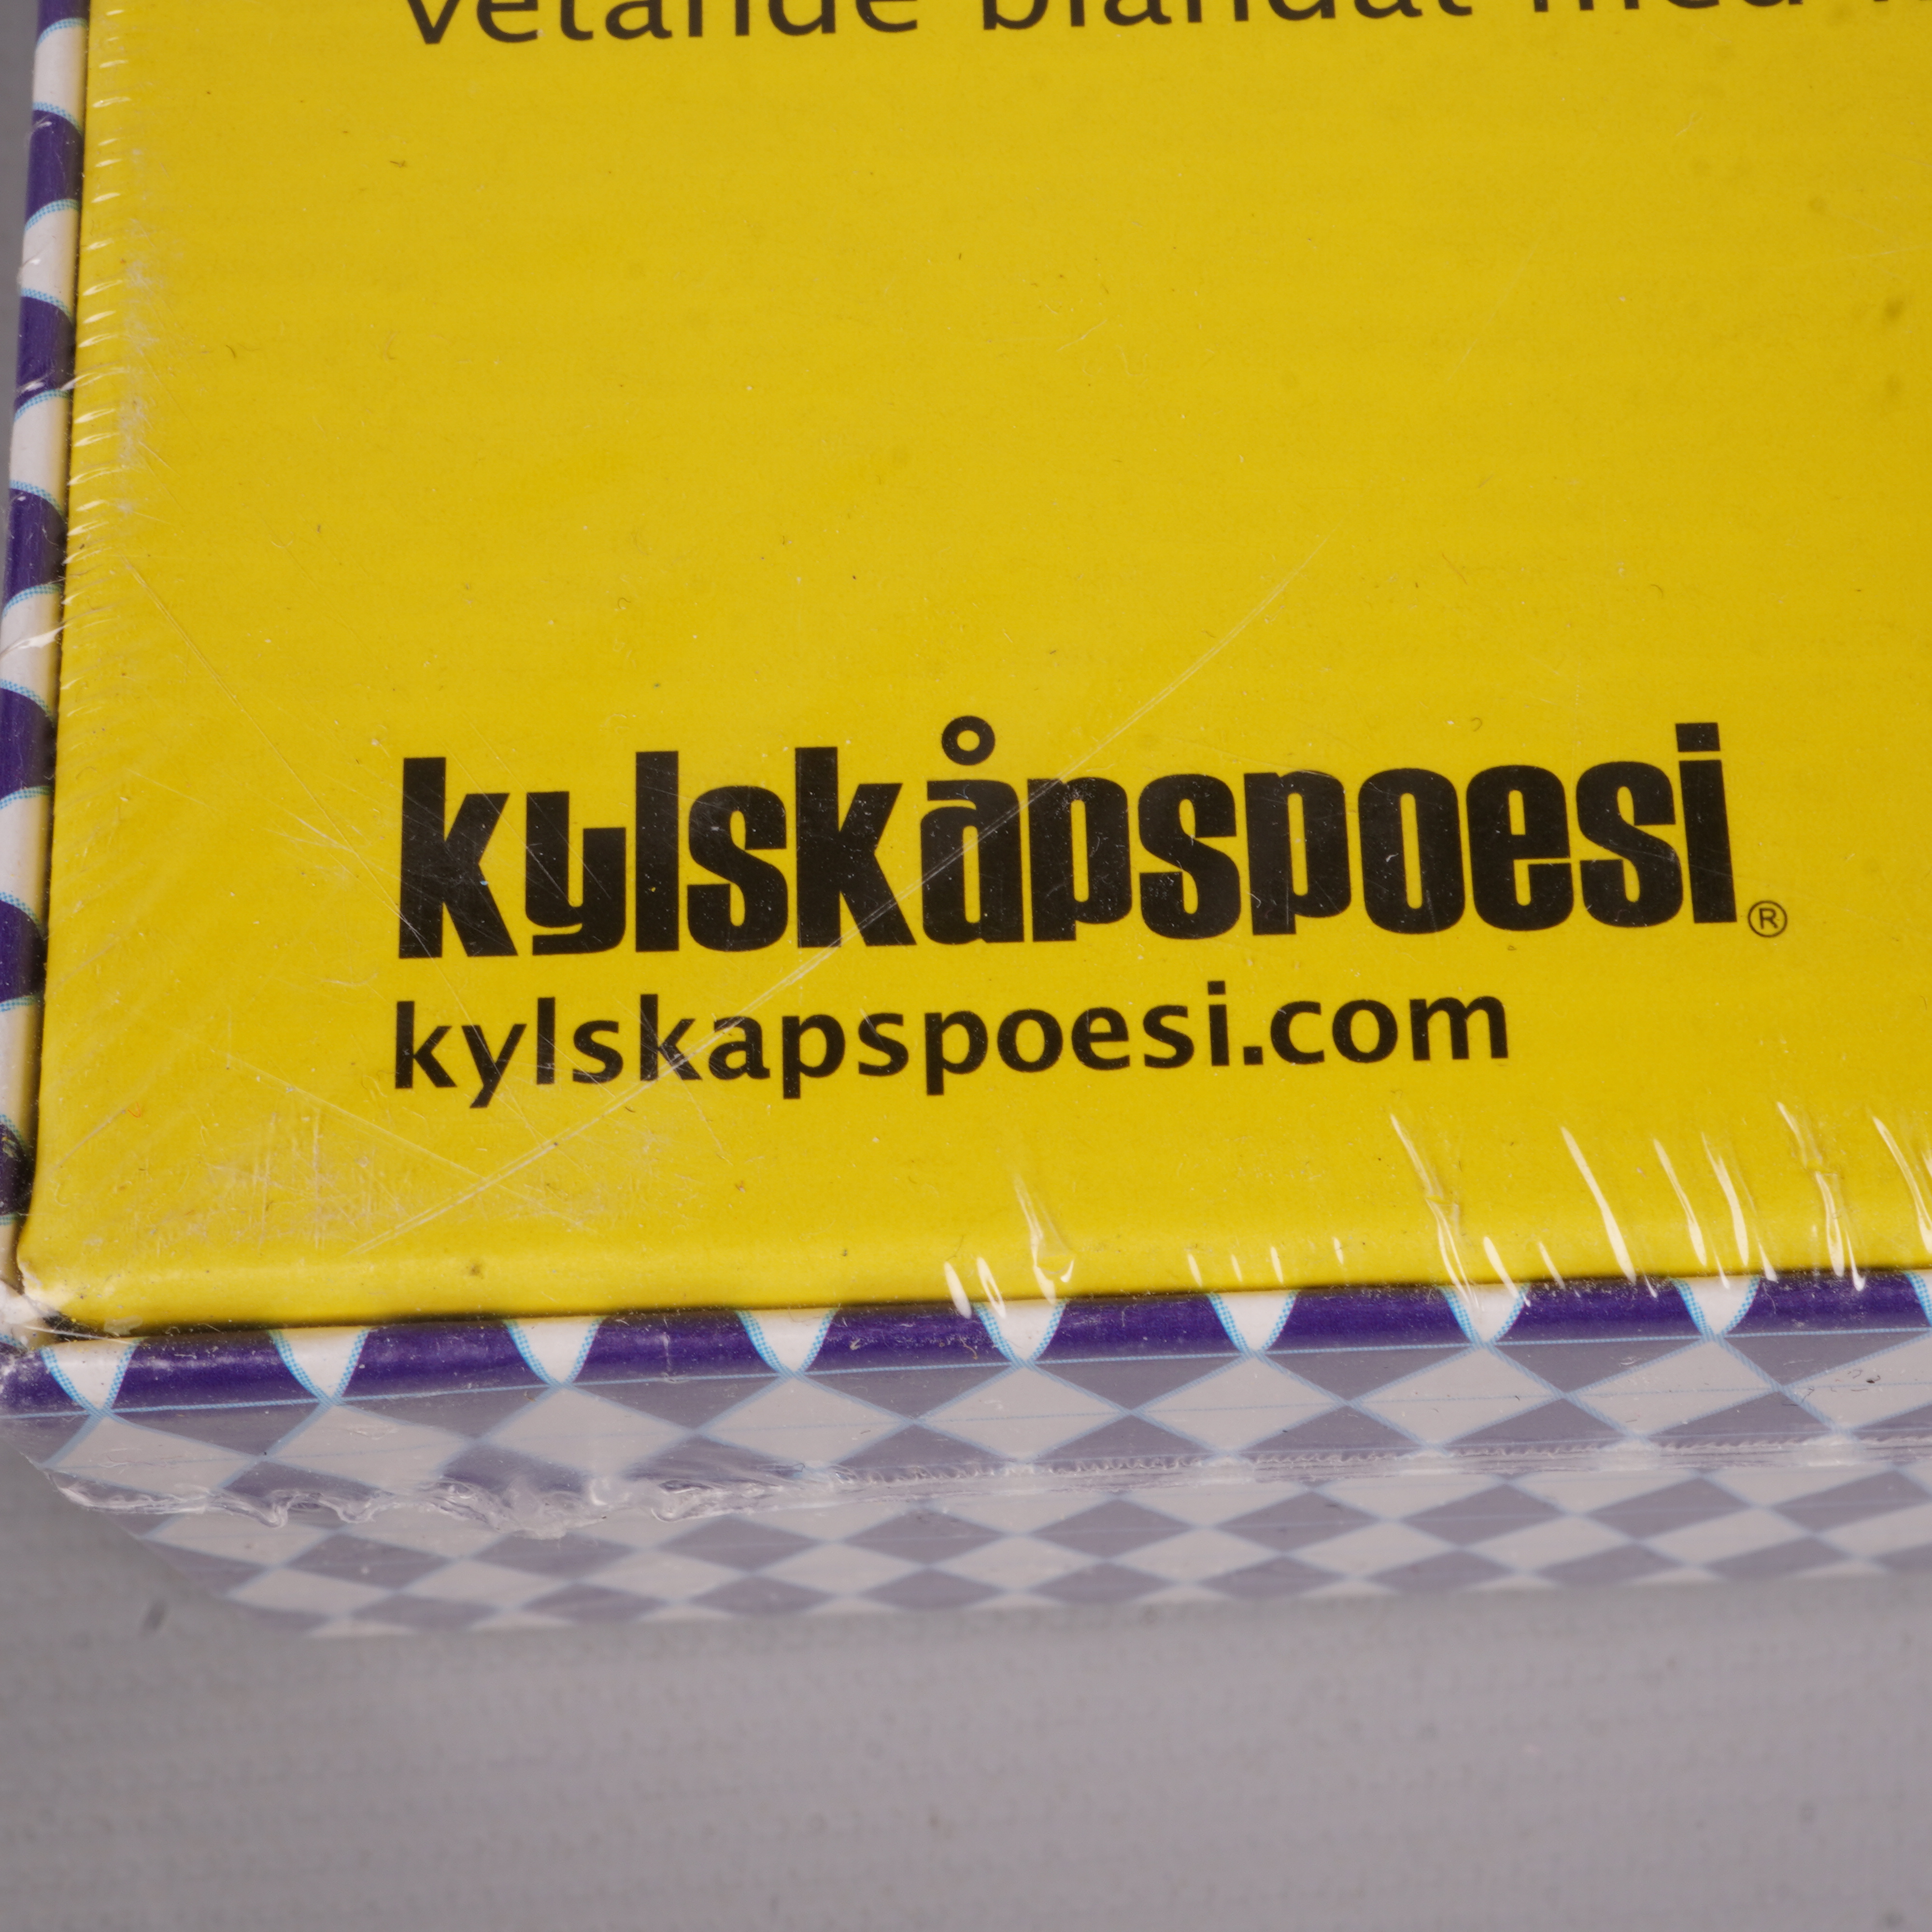 vetande blandat med
kylskåpspoesi®
kylskapspoesi.com